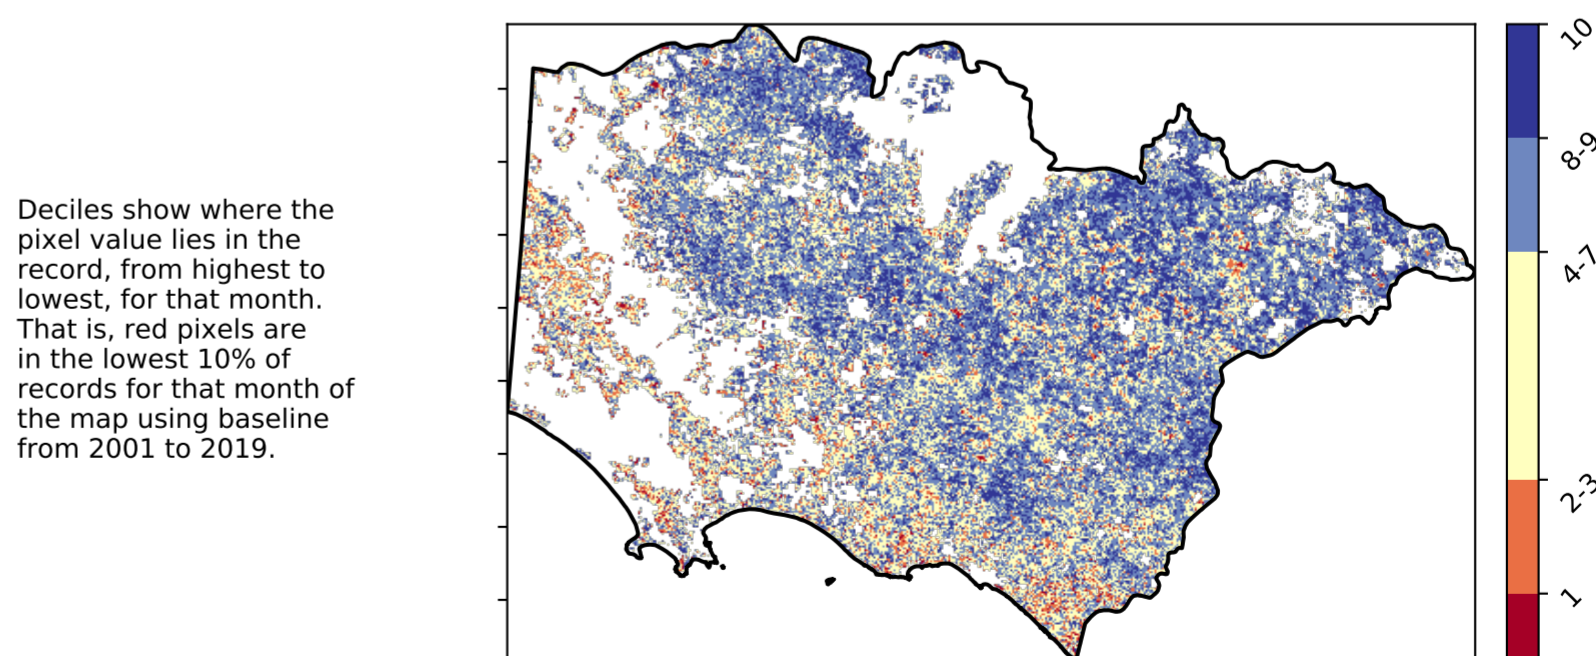 Deciles show where the
pixel value lies in the
record, from highest to
lowest, for that month.
That is, red pixels are
in the lowest 10% of
records for that month of
the map using baseline
from 2001 to 2019.
10
8-9
4-7
2-3
1